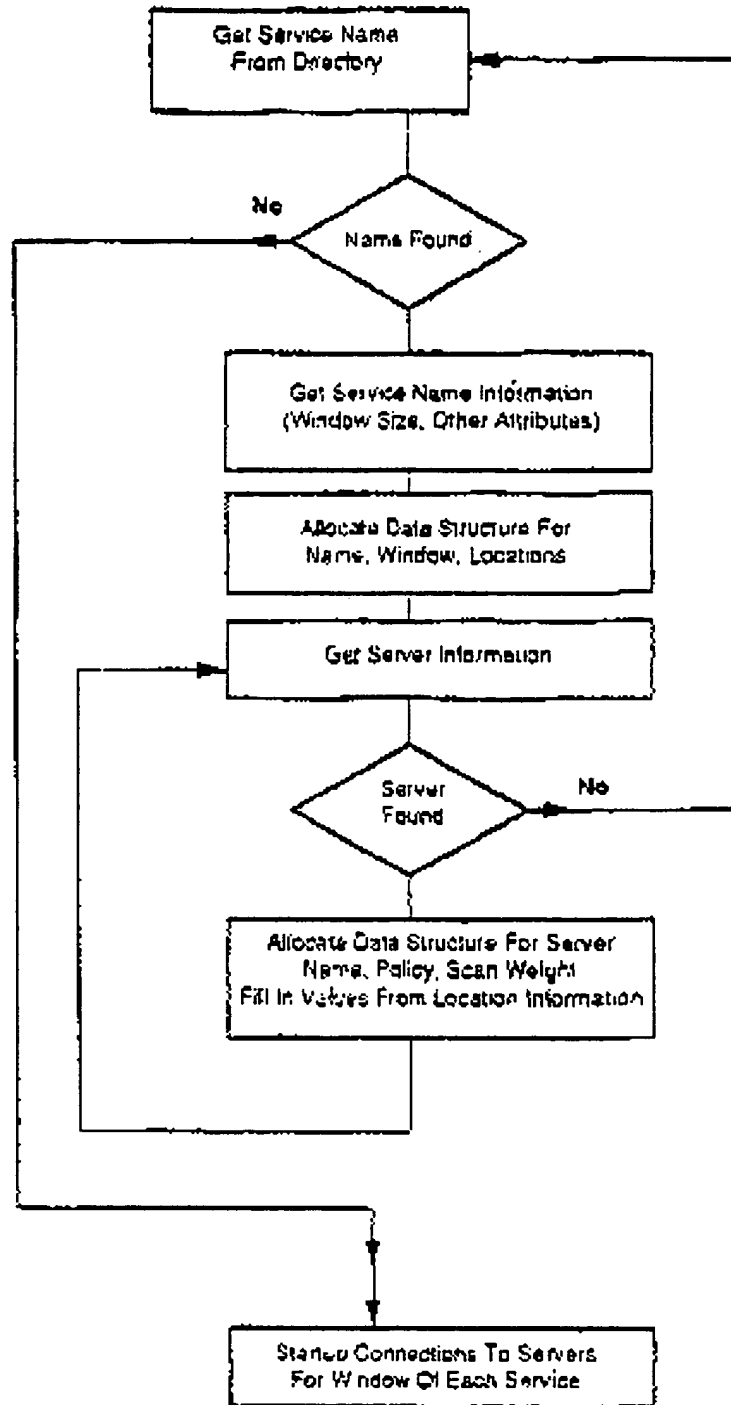 Get Service Name
From Directory
No
Name Found
Get Service Name Information
(Window Size, Other Attributes)
Allocate Data Structure For
Name, Window, Locations
Get Server Information
Server
Found
No
Allocate Data Structure For Server
Name, Policy, Scan Weight
Fill In Values From Location Information
Startup Connections To Servers
For Window Of Each Service